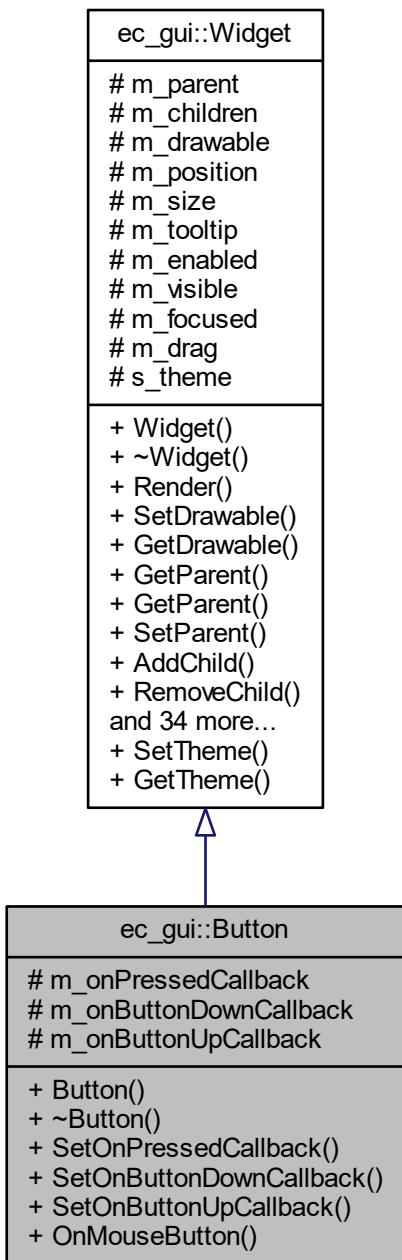 ec_gui::Widget
# m_parent
# m_children
# m_drawable
# m_position
# m_size
# m_tooltip
# m_enabled
# m_visible
# m_focused
# m_drag
# s_theme
+ Widget()
+ ~Widget()
+ Render()
+ SetDrawable()
+ GetDrawable()
+ GetParent()
+ GetParent()
+ SetParent()
+ AddChild()
+ RemoveChild()
and 34 more...
+ SetTheme()
+ GetTheme()
ec_gui::Button
# m_onPressedCallback
# m_onButtonDownCallback
# m_onButtonUpCallback
+ Button()
+ ~Button()
+ SetOnPressedCallback()
+ SetOnButtonDownCallback()
+ SetOnButtonUpCallback()
+ OnMouseButton()